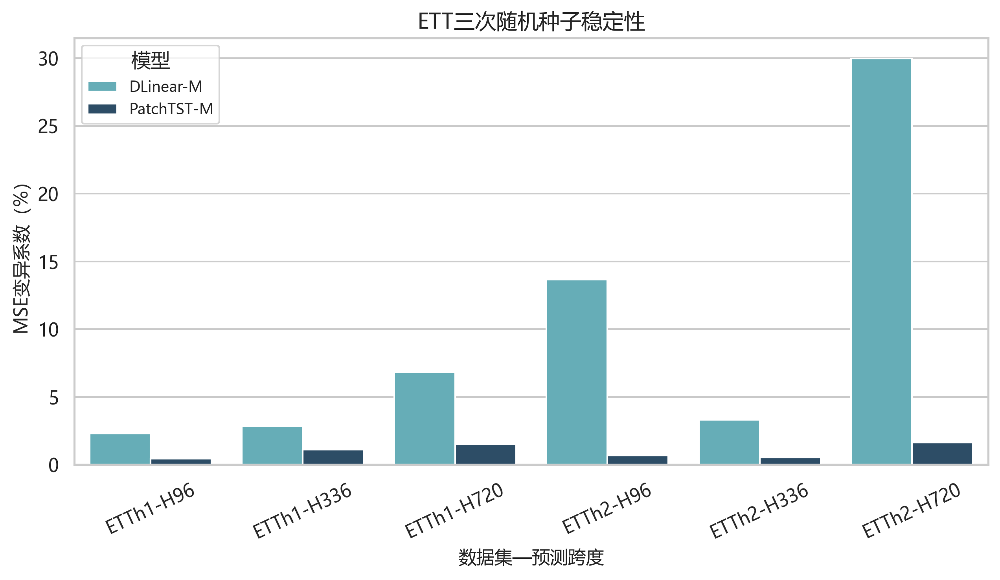 ETT三次随机种子稳定性
模型
DLinear-M
PatchTST-M
MSE变异系数（%）
30
25
20
15
10
5
0
ETTh1-H96
ETTh1-H336
ETTh1-H720
ETTh2-H96
ETTh2-H336
ETTh2-H720
数据集—预测跨度